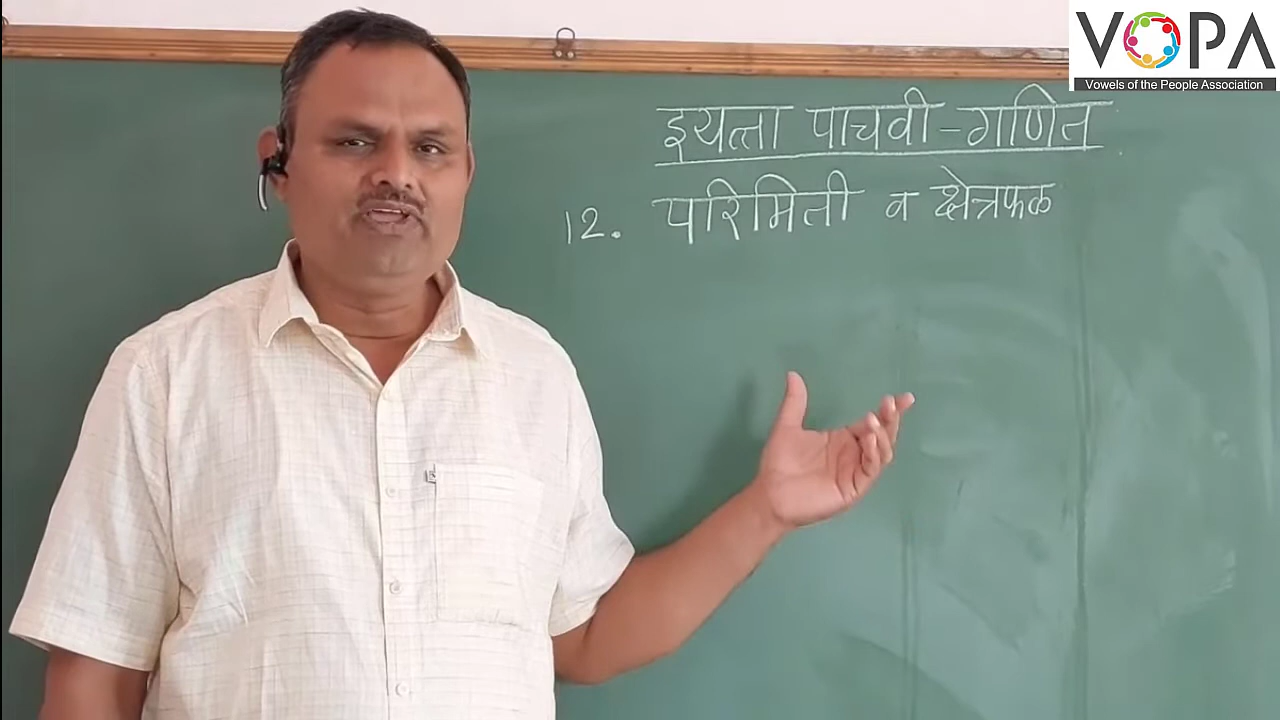 VOPA
Vowels of the People Association
इयत्ता पाचवी-गणित
12. परिमिती व क्षेत्रफळ